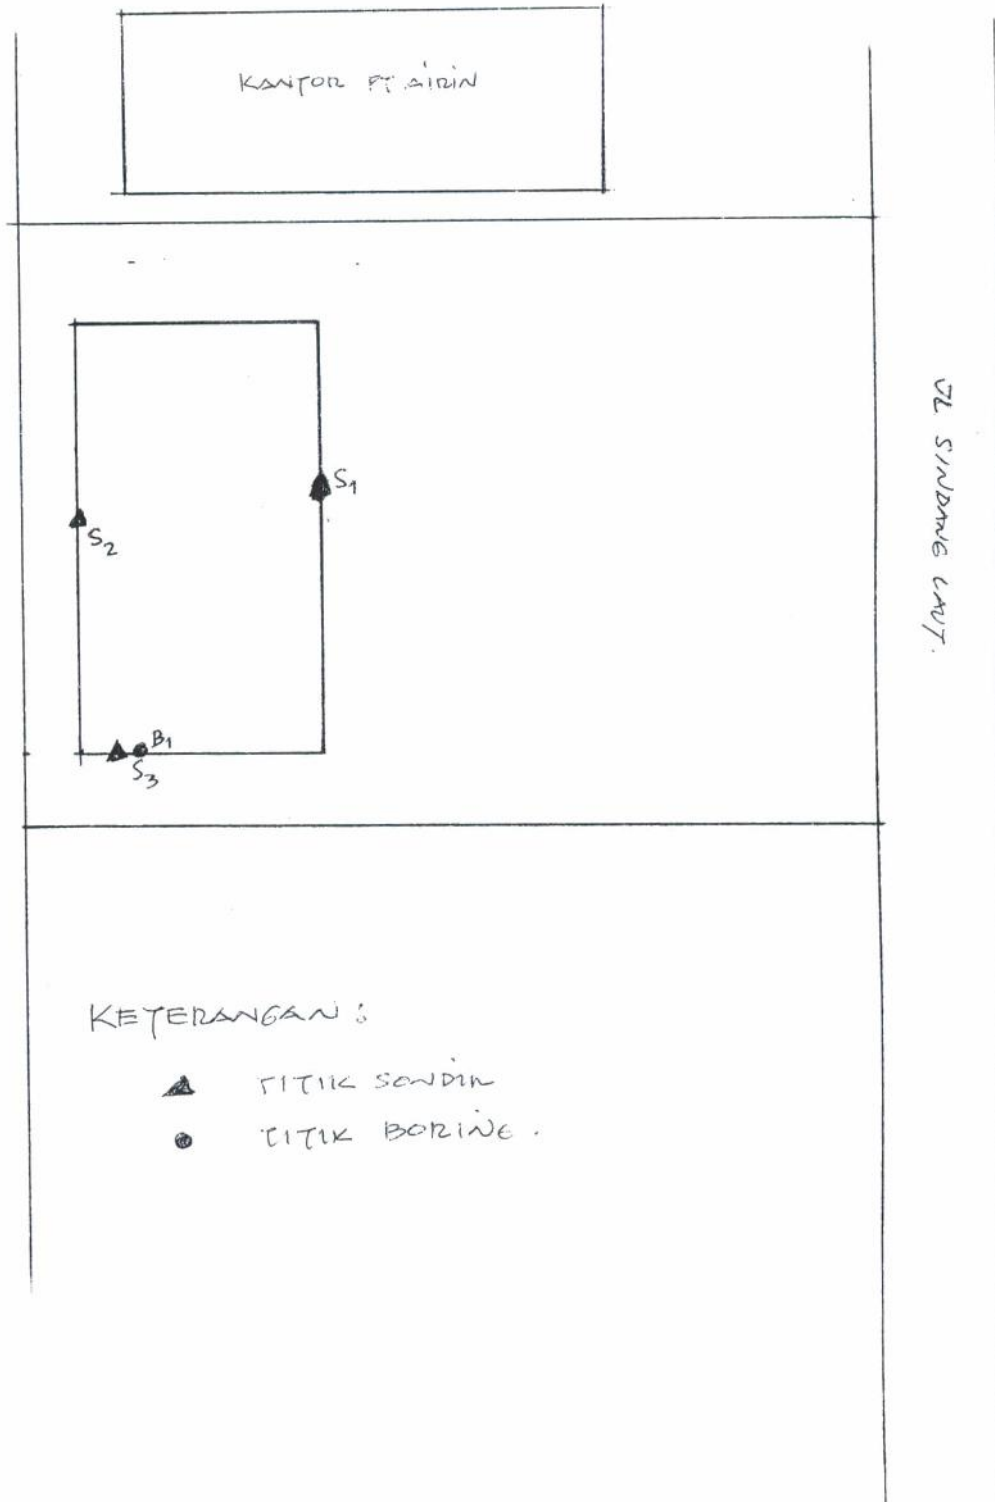 KANTOR PT AIRIN
S1
S2
B1
S3
JL SINDANG LAUT.
KETERANGAN :
TITIK SONDIR
TITIK BORING .